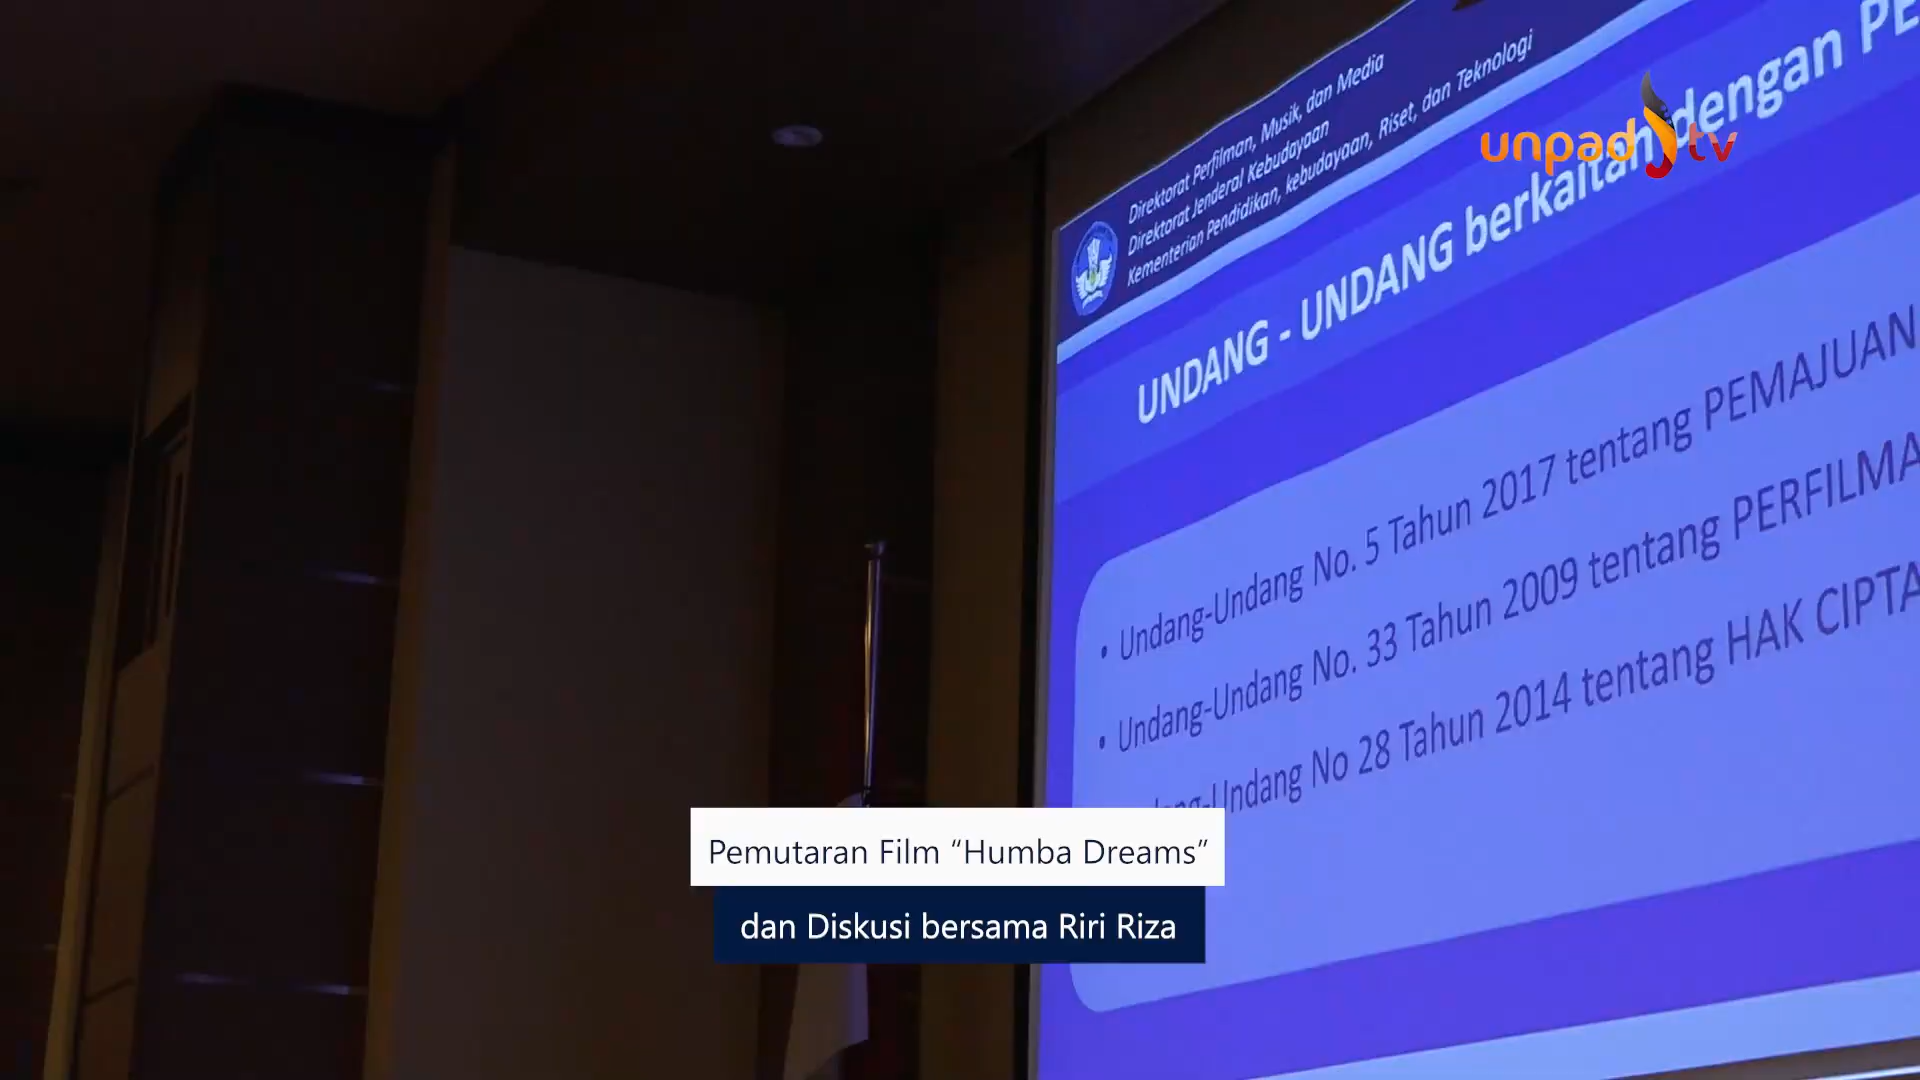 Direktorat Perfilman, Musik, dan Media
Direktorat Jenderal Kebudayaan
Kementerian Pendidikan, kebudayaan, Riset, dan Teknologi
unpad tv
UNDANG - UNDANG berkaitan dengan
• Undang-Undang No. 5 Tahun 2017 tentang PEMAJUAN
• Undang-Undang No. 33 Tahun 2009 tentang PERFILMA
Undang No 28 Tahun 2014 tentang HAK CIPTA
Pemutaran Film “Humba Dreams”
dan Diskusi bersama Riri Riza